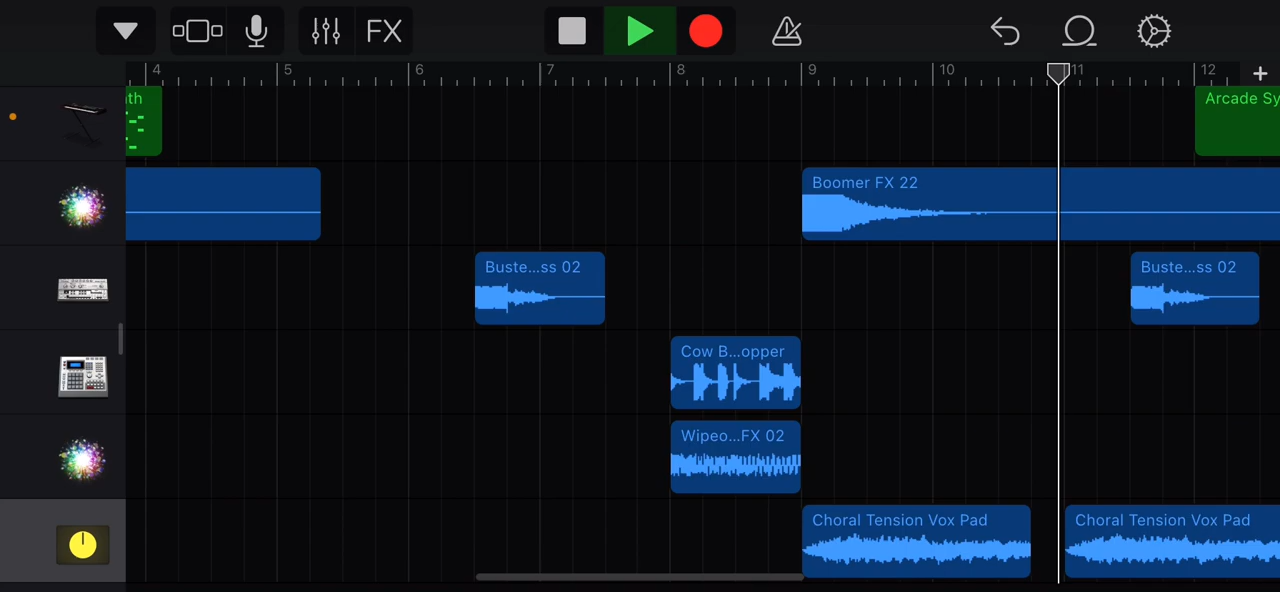 FX
4 5 6 7 8 9 10 11 12
th
Arcade Sy
Boomer FX 22
Buste...ss 02
Buste...ss 02
Cow B...opper
Wipeo...FX 02
Choral Tension Vox Pad
Choral Tension Vox Pad